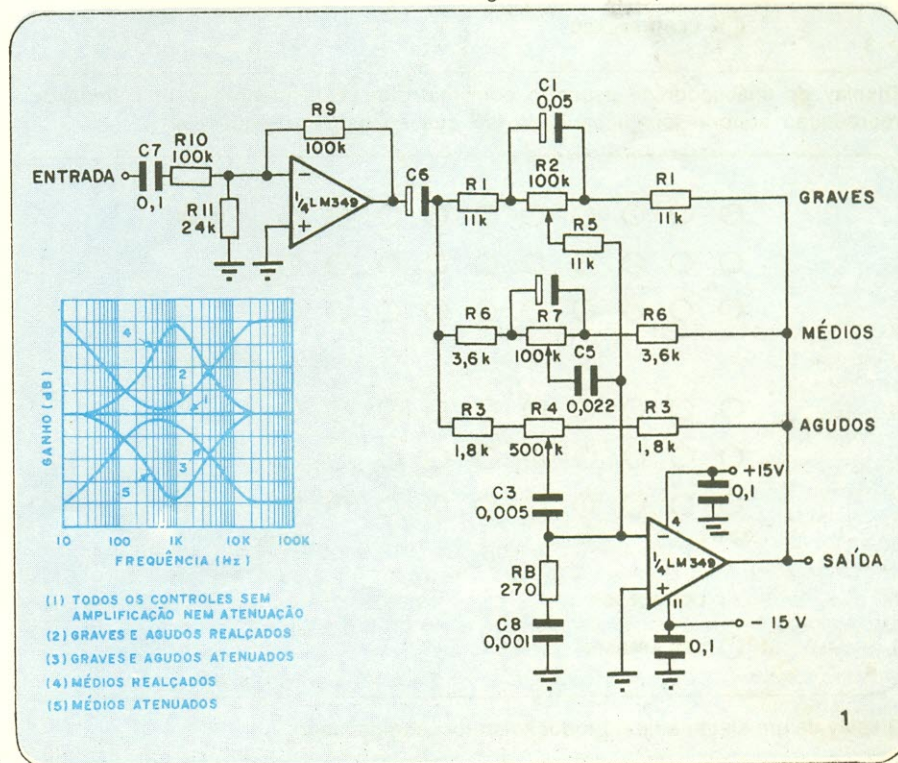 C1
0,05
R9
100k
R10
100k
C7
0,1
ENTRADA
R11
24k
1/4 LM349
C6
R1
11k
R2
100k
R1
11k
GRAVES
R5
11k
R6
3,6k
R7
100k
R6
3,6k
MÉDIOS
C5
0,022
R3
1,8k
R4
500k
R3
1,8k
AGUDOS
C3
0,005
+15V
0,1
4
1/4 LM349
SAÍDA
RB
270
11
- 15 V
C8
0,001
0,1
GANHO (dB)
4
2
1
3
5
10 100 1K 10K 100K
FREQUÊNCIA (Hz)
(1) TODOS OS CONTROLES SEM
AMPLIFICAÇÃO NEM ATENUAÇÃO
(2) GRAVES E AGUDOS REALÇADOS
(3) GRAVES E AGUDOS ATENUADOS
(4) MÉDIOS REALÇADOS
(5) MÉDIOS ATENUADOS
1